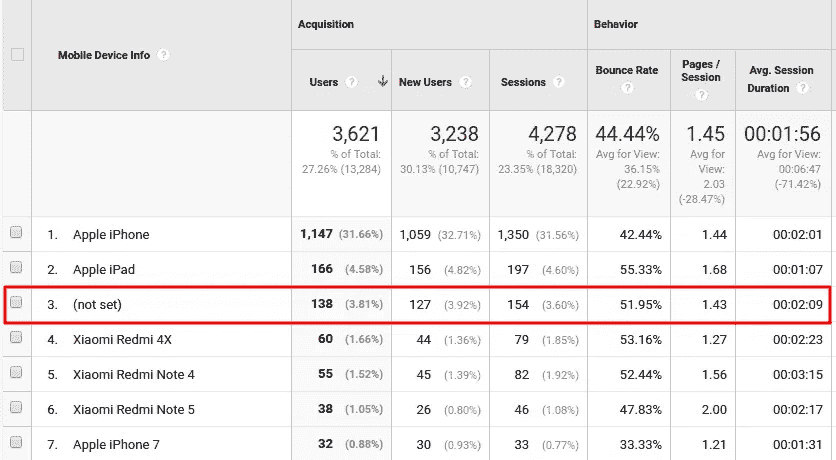 Acquisition Behavior
Mobile Device Info ? Users ? New Users ? Sessions ? Bounce Rate ? Pages / Session ? Avg. Session Duration ?
3,621 3,238 4,278 44.44% 1.45 00:01:56
% of Total: % of Total: % of Total: Avg for View: Avg for Avg for View:
27.26% (13,284) 30.13% (10,747) 23.35% (18,320) 36.15% View: 00:06:47
(22.92%) 2.03 (-71.42%)
(-28.47%)
1. Apple iPhone 1,147 (31.66%) 1,059 (32.71%) 1,350 (31.56%) 42.44% 1.44 00:02:01
2. Apple iPad 166 (4.58%) 156 (4.82%) 197 (4.60%) 55.33% 1.68 00:01:07
3. (not set) 138 (3.81%) 127 (3.92%) 154 (3.60%) 51.95% 1.43 00:02:09
4. Xiaomi Redmi 4X 60 (1.66%) 44 (1.36%) 79 (1.85%) 53.16% 1.27 00:02:23
5. Xiaomi Redmi Note 4 55 (1.52%) 45 (1.39%) 82 (1.92%) 52.44% 1.56 00:03:15
6. Xiaomi Redmi Note 5 38 (1.05%) 26 (0.80%) 46 (1.08%) 47.83% 2.00 00:02:17
7. Apple iPhone 7 32 (0.88%) 30 (0.93%) 33 (0.77%) 33.33% 1.21 00:01:31